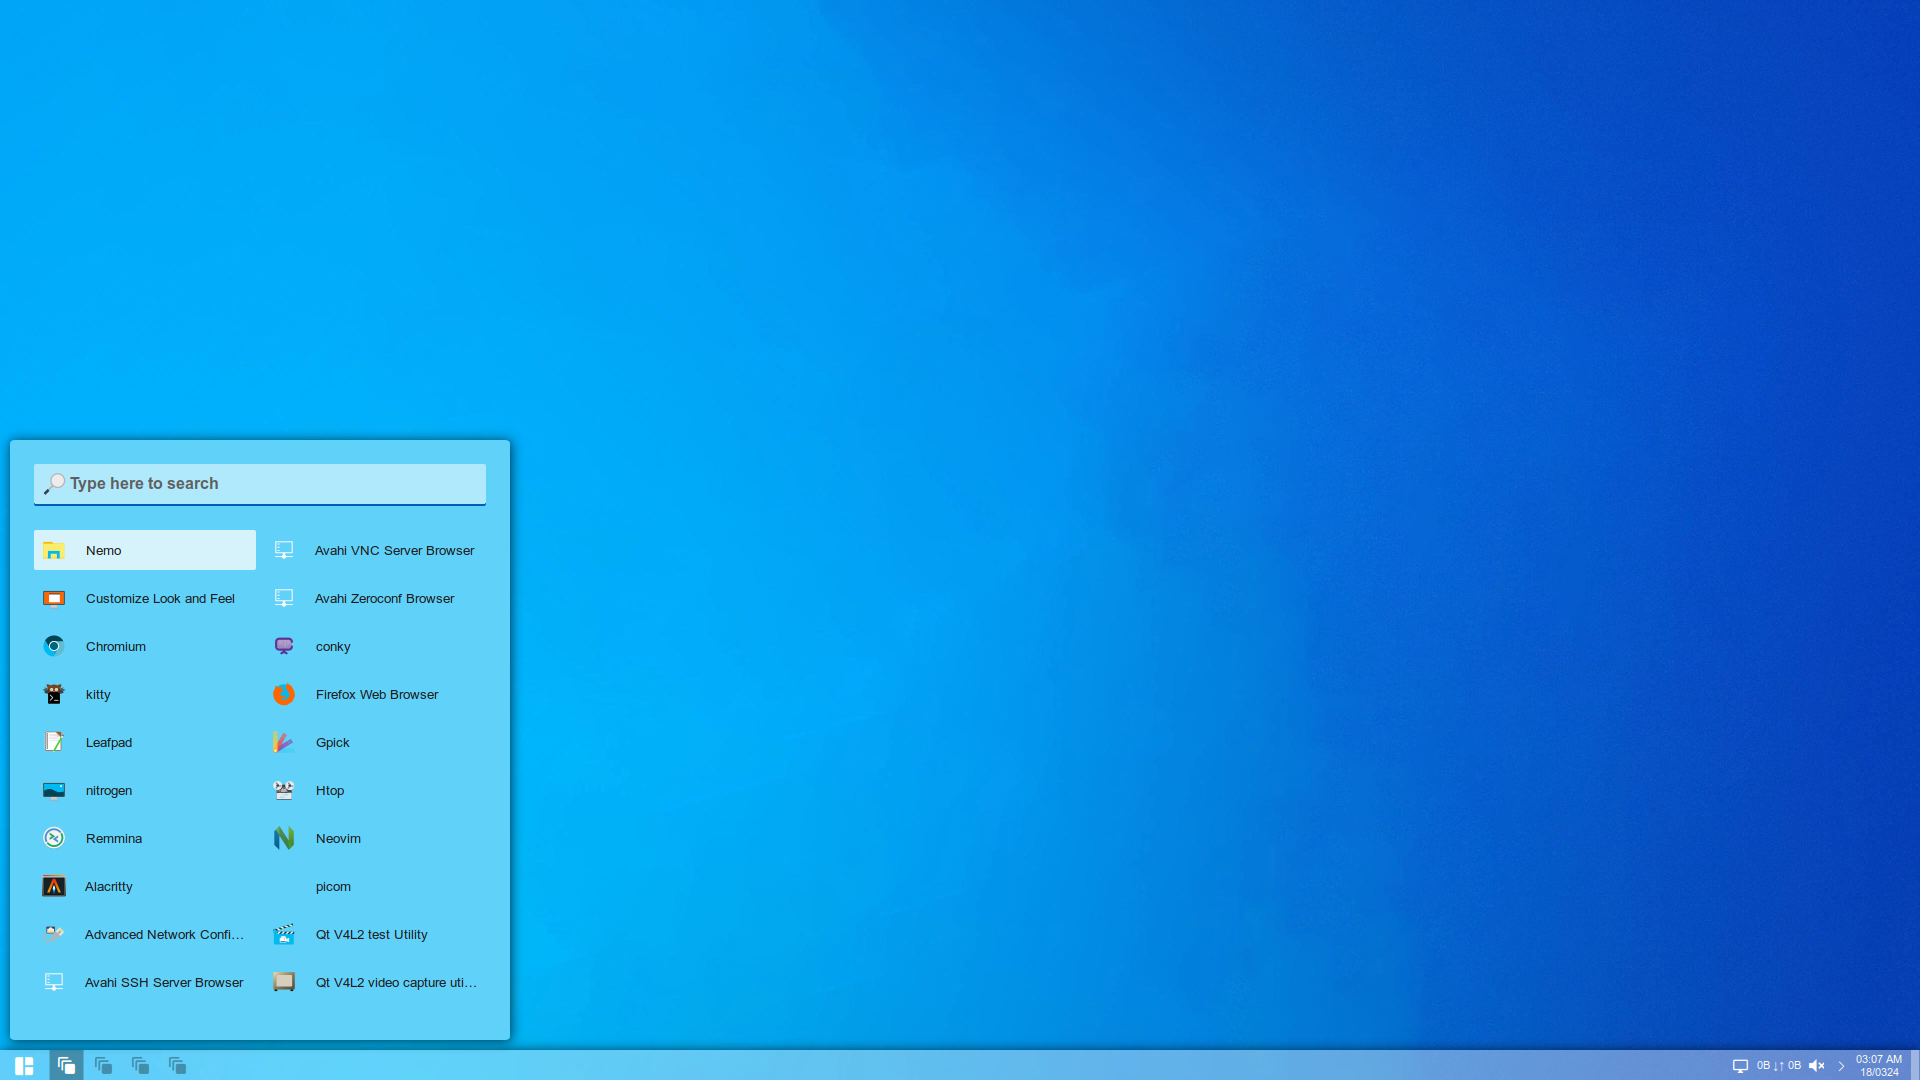 Type here to search
Nemo
Customize Look and Feel
Chromium
kitty
Leafpad
nitrogen
Remmina
Alacritty
Advanced Network Confi…
Avahi SSH Server Browser
Avahi VNC Server Browser
Avahi Zeroconf Browser
conky
Firefox Web Browser
Gpick
Htop
Neovim
picom
Qt V4L2 test Utility
Qt V4L2 video capture uti…
0B ↓↑ 0B
03:07 AM
18/0324